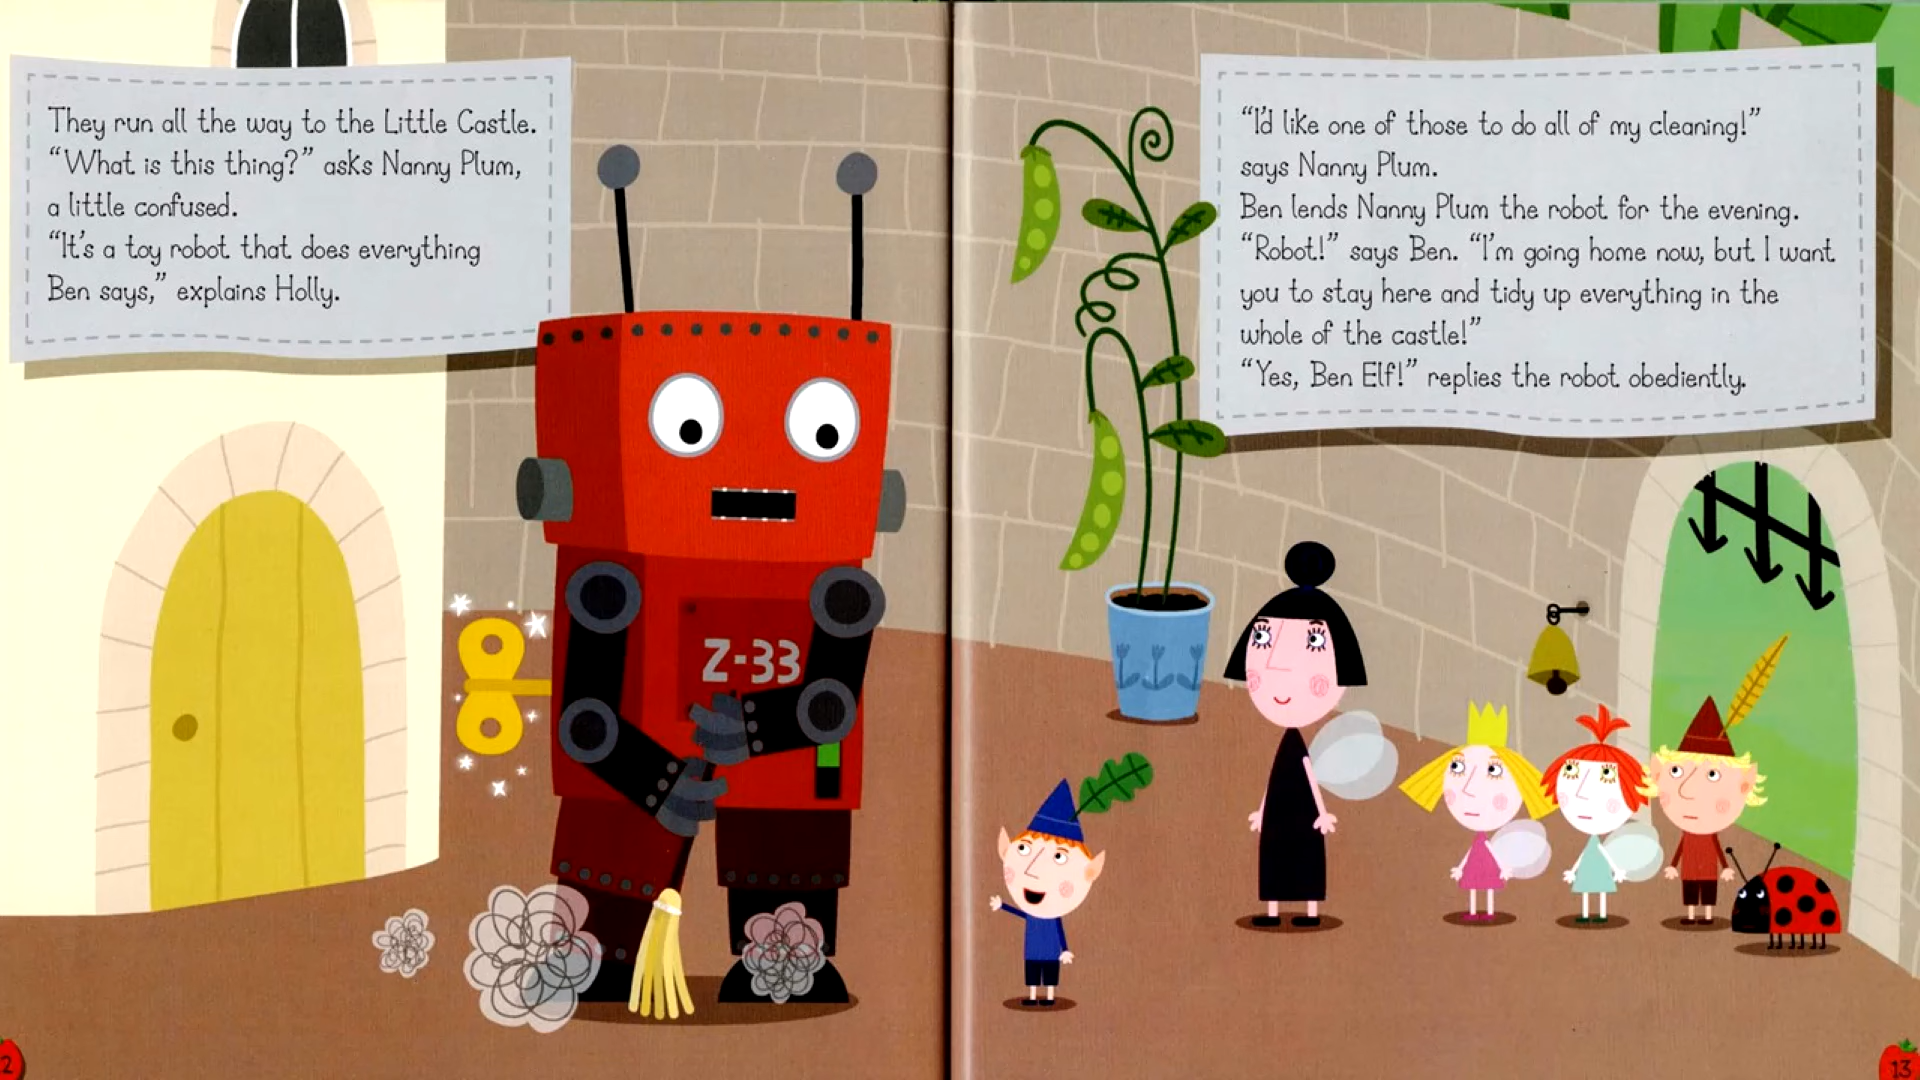 They run all the way to the Little Castle.
“What is this thing?” asks Nanny Plum,
a little confused.
“It’s a toy robot that does everything
Ben says,” explains Holly.
Z-33
“I’d like one of those to do all of my cleaning!”
says Nanny Plum.
Ben lends Nanny Plum the robot for the evening.
“Robot!” says Ben. “I’m going home now, but I want
you to stay here and tidy up everything in the
whole of the castle!”
“Yes, Ben Elf!” replies the robot obediently.
2
13